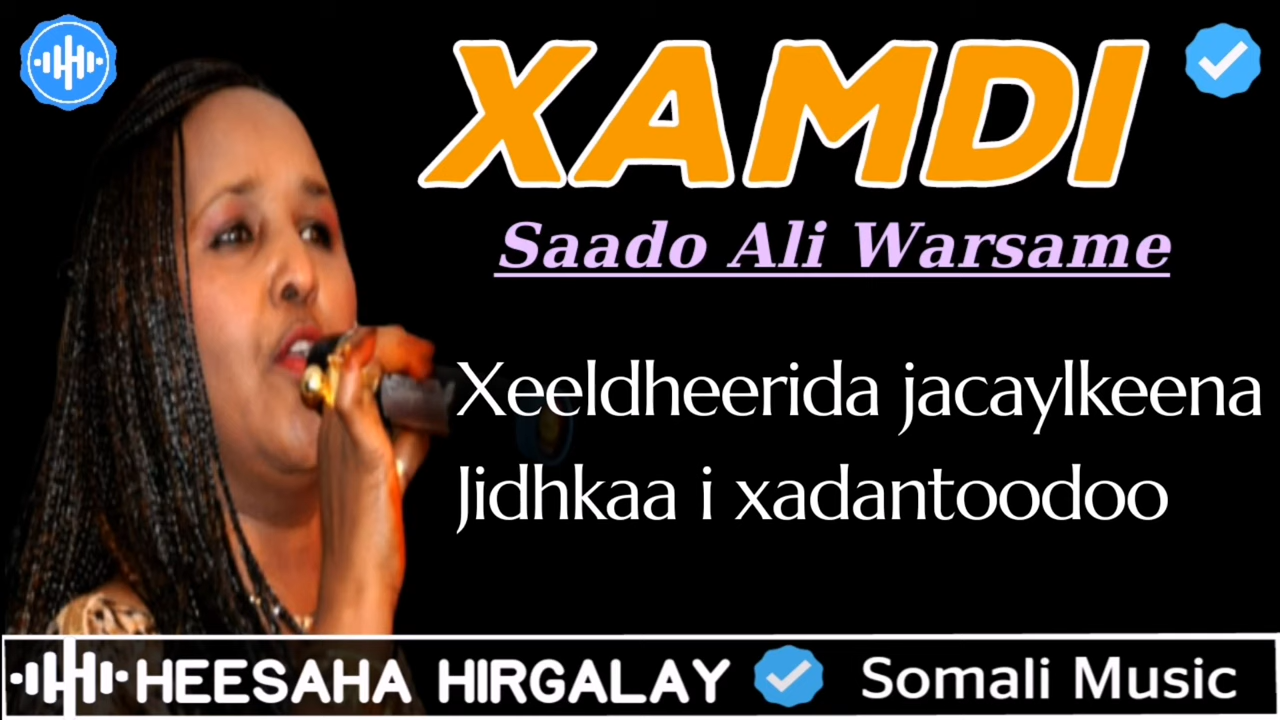 XAMDI
Saado Ali Warsame
Xeeldheerida jacaylkeena
Jidhkaa i xadantoodoo
HEESAHA HIRGALAY Somali Music